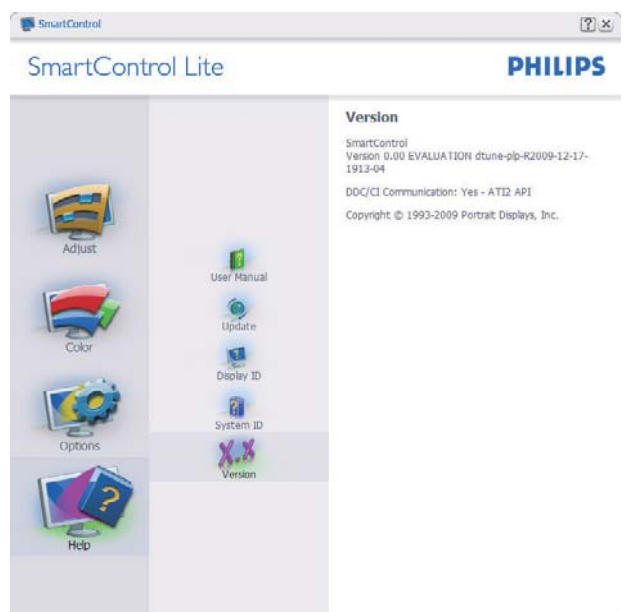 SmartControl
SmartControl Lite
PHILIPS
Adjust
Color
Options
Help
User Manual
Update
Display ID
System ID
X.X
Version
Version
SmartControl
Version 0.00 EVALUATION dtune-plp-R2009-12-17-
1913-04
DDC/CI Communication: Yes - ATI2 API
Copyright © 1993-2009 Portrait Displays, Inc.